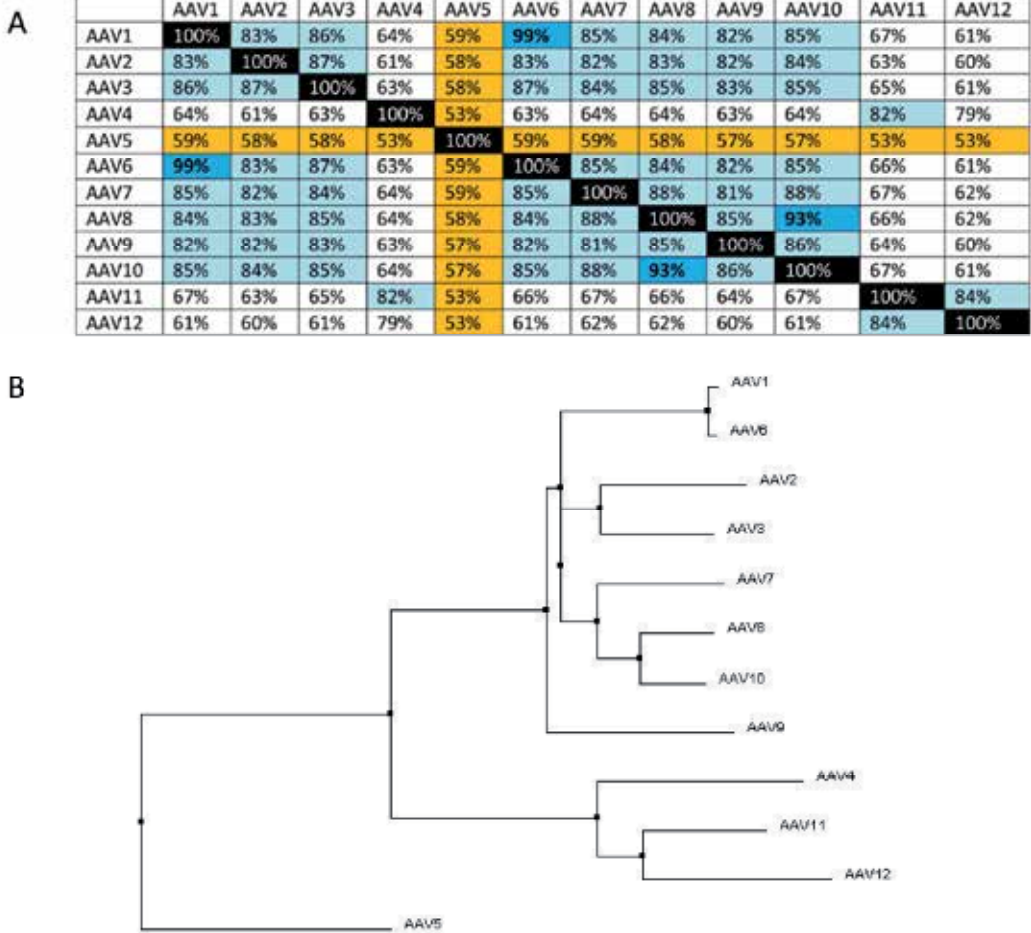 A
AAV1 AAV2 AAV3 AAV4 AAV5 AAV6 AAV7 AAV8 AAV9 AAV10 AAV11 AAV12
AAV1 100% 83% 86% 64% 59% 99% 85% 84% 82% 85% 67% 61%
AAV2 83% 100% 87% 61% 58% 83% 82% 83% 82% 84% 63% 60%
AAV3 86% 87% 100% 63% 58% 87% 84% 85% 83% 85% 65% 61%
AAV4 64% 61% 63% 100% 53% 63% 64% 64% 63% 64% 82% 79%
AAV5 59% 58% 58% 53% 100% 59% 59% 58% 57% 57% 53% 53%
AAV6 99% 83% 87% 63% 59% 100% 85% 84% 82% 85% 66% 61%
AAV7 85% 82% 84% 64% 59% 85% 100% 88% 81% 88% 67% 62%
AAV8 84% 83% 85% 64% 58% 84% 88% 100% 85% 93% 66% 62%
AAV9 82% 82% 83% 63% 57% 82% 81% 85% 100% 86% 64% 60%
AAV10 85% 84% 85% 64% 57% 85% 88% 93% 86% 100% 67% 61%
AAV11 67% 63% 65% 82% 53% 66% 67% 66% 64% 67% 100% 84%
AAV12 61% 60% 61% 79% 53% 61% 62% 62% 60% 61% 84% 100%
B
AAV1
AAV6
AAV2
AAV3
AAV7
AAV8
AAV10
AAV9
AAV4
AAV11
AAV12
AAV5